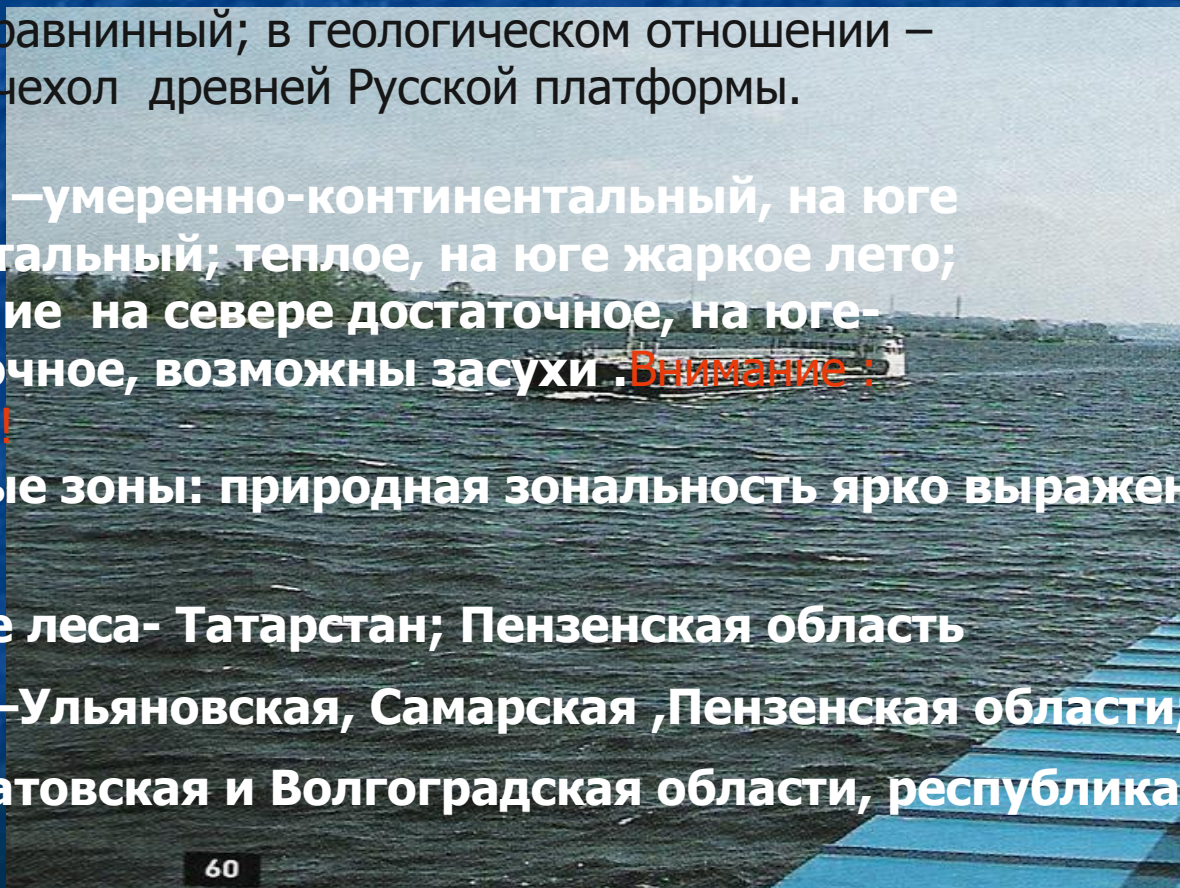 равнинный; в геологическом отношении –
чехол древней Русской платформы.
–умеренно-континентальный, на юге
тальный; теплое, на юге жаркое лето;
ие на севере достаточное, на юге-
очное, возможны засухи .Внимание :
!
ые зоны: природная зональность ярко выражен
е леса- Татарстан; Пензенская область
–Ульяновская, Самарская ,Пензенская области,
атовская и Волгоградская области, республика
60